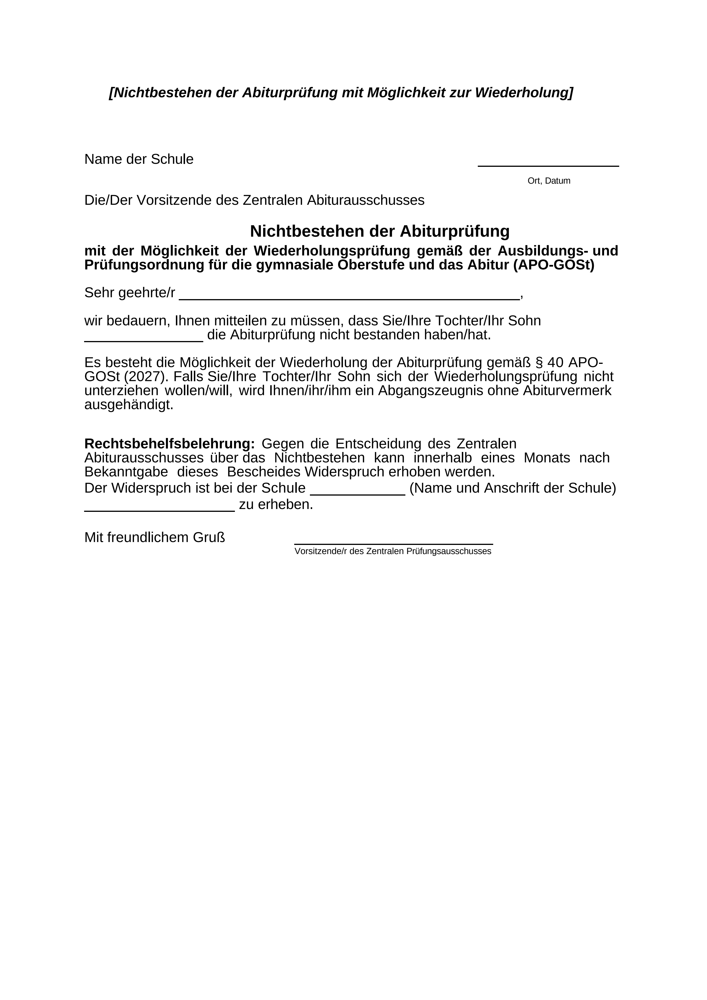 [Nichtbestehen der Abiturprüfung mit Möglichkeit zur Wiederholung]
Name der Schule
Ort, Datum
Die/Der Vorsitzende des Zentralen Abiturausschusses
Nichtbestehen der Abiturprüfung
mit der Möglichkeit der Wiederholungsprüfung gemäß der Ausbildungs- und
Prüfungsordnung für die gymnasiale Oberstufe und das Abitur (APO-GOSt)
Sehr geehrte/r ____________________,
wir bedauern, Ihnen mitteilen zu müssen, dass Sie/Ihre Tochter/Ihr Sohn
_______________ die Abiturprüfung nicht bestanden haben/hat.
Es besteht die Möglichkeit der Wiederholung der Abiturprüfung gemäß § 40 APO-
GOSt (2027). Falls Sie/Ihre Tochter/Ihr Sohn sich der Wiederholungsprüfung nicht
unterziehen wollen/will, wird Ihnen/ihr/ihm ein Abgangszeugnis ohne Abiturvermerk
ausgehändigt.
Rechtsbehelfsbelehrung: Gegen die Entscheidung des Zentralen
Abiturausschusses über das Nichtbestehen kann innerhalb eines Monats nach
Bekanntgabe dieses Bescheides Widerspruch erhoben werden.
Der Widerspruch ist bei der Schule ____________ (Name und Anschrift der Schule)
___________________ zu erheben.
Mit freundlichem Gruß
Vorsitzende/r des Zentralen Prüfungsausschusses